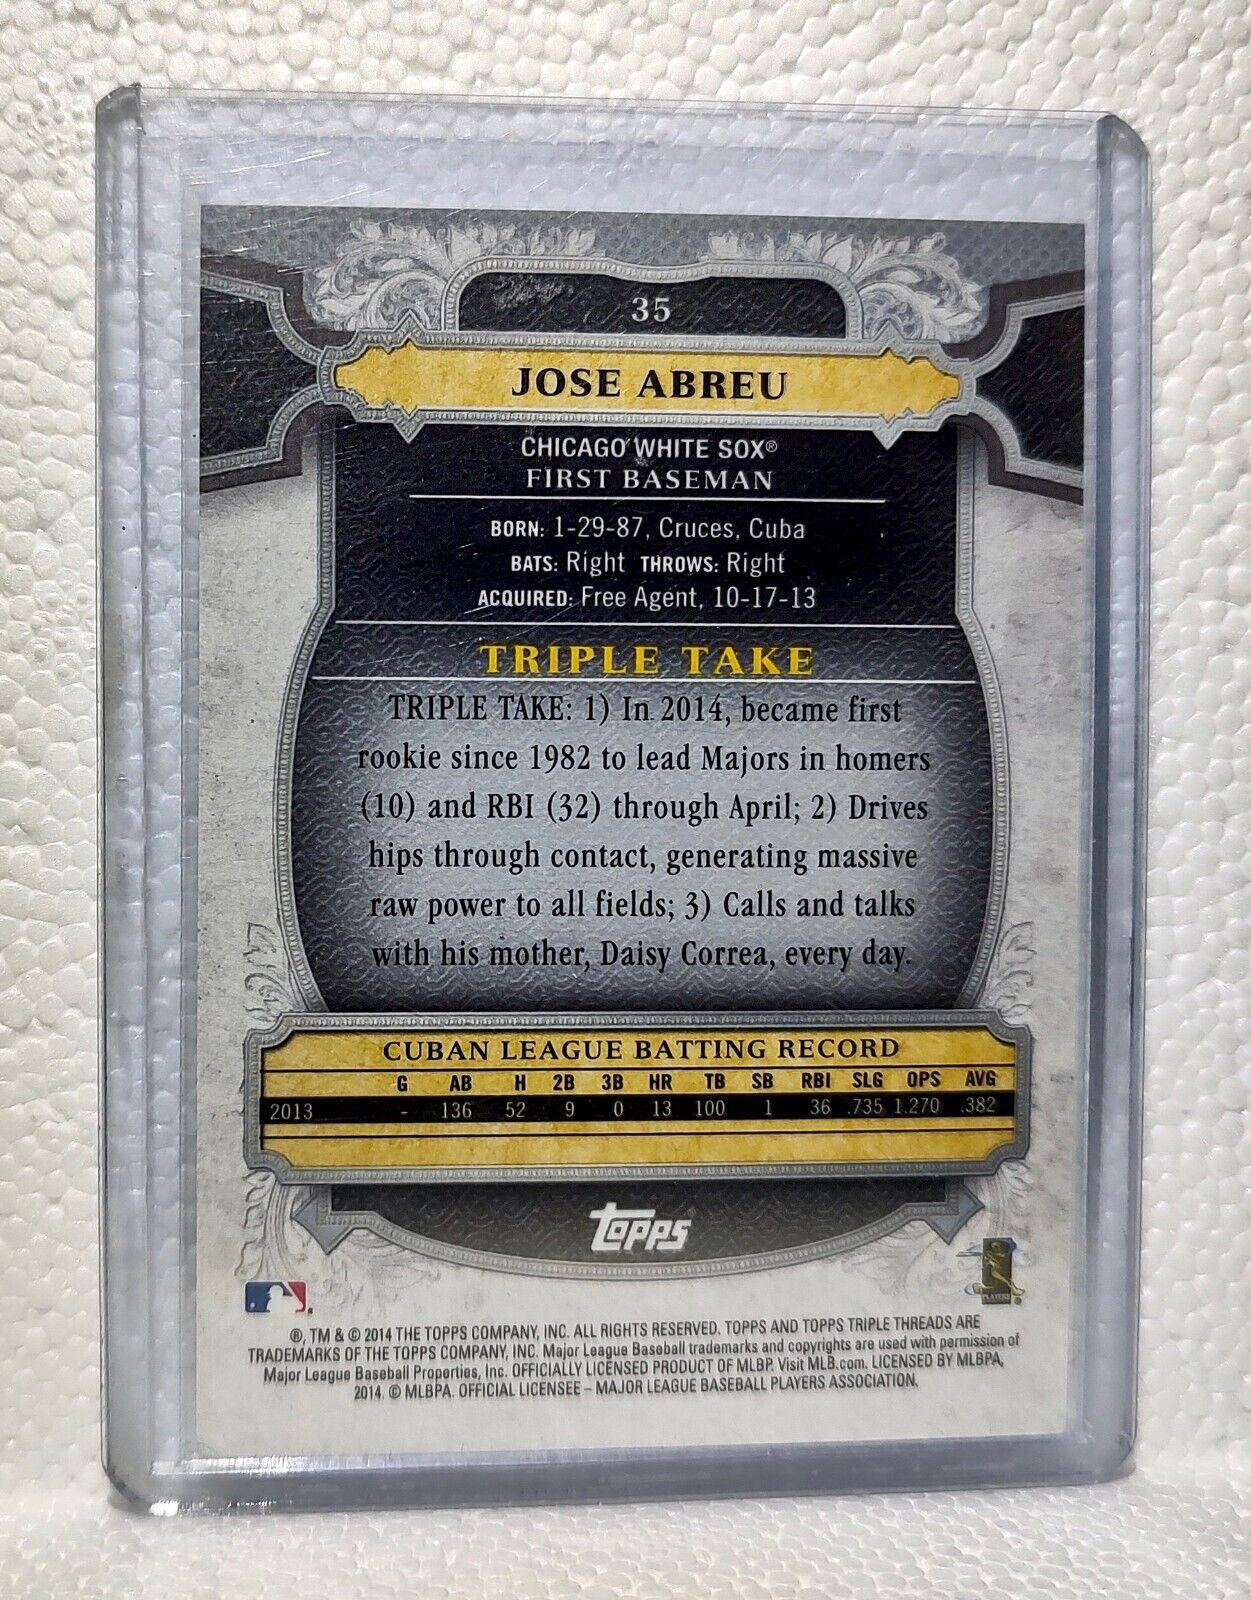 35
JOSE ABREU
CHICAGO WHITE SOX®
FIRST BASEMAN
BORN: 1-29-87, Cruces, Cuba
BATS: Right THROWS: Right
ACQUIRED: Free Agent, 10-17-13
TRIPLE TAKE
TRIPLE TAKE: 1) In 2014, became first
rookie since 1982 to lead Majors in homers
(10) and RBI (32) through April; 2) Drives
hips through contact, generating massive
raw power to all fields; 3) Calls and talks
with his mother, Daisy Correa, every day.
CUBAN LEAGUE BATTING RECORD
G AB H 2B 3B HR TB SB RBI SLG OPS AVG
2013 - 136 52 9 0 13 100 1 36 .735 1.270 .382
topps
PLAYERS
®, TM & © 2014 THE TOPPS COMPANY, INC. ALL RIGHTS RESERVED. TOPPS AND TOPPS TRIPLE THREADS ARE
TRADEMARKS OF THE TOPPS COMPANY, INC. Major League Baseball trademarks and copyrights are used with permission of
Major League Baseball Properties, Inc. OFFICIALLY LICENSED PRODUCT OF MLBP. Visit MLB.com. LICENSED BY MLBPA,
2014. © MLBPA. OFFICIAL LICENSEE – MAJOR LEAGUE BASEBALL PLAYERS ASSOCIATION.